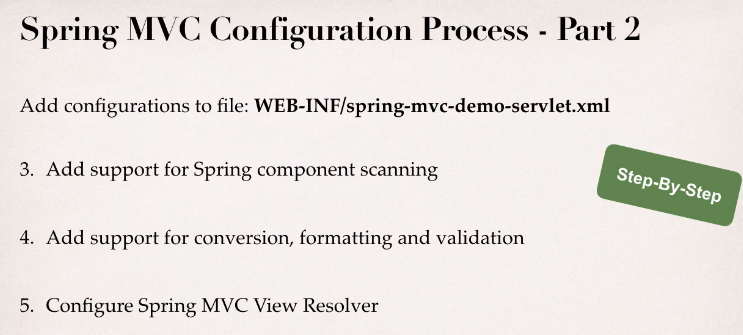 Spring MVC Configuration Process - Part 2
Add configurations to file: WEB-INF/spring-mvc-demo-servlet.xml
3. Add support for Spring component scanning
Step-By-Step
4. Add support for conversion, formatting and validation
5. Configure Spring MVC View Resolver